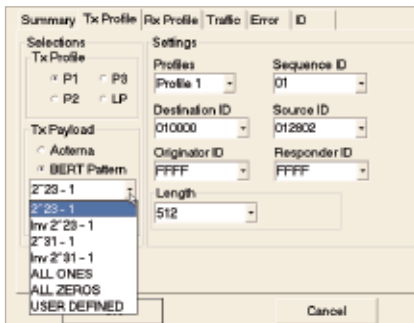 Summary Tx Profile Rx Profile Traffic Error ID
Selections
Tx Profile
P1 P3
P2 LP
Tx Payload
Acterna
BERT Pattern
2^23 - 1
2^23 - 1
Inv 2^23 - 1
2^31 - 1
Inv 2^31 - 1
ALL ONES
ALL ZEROS
USER DEFINED
Settings
Profiles Sequence ID
Profile 1 01
Destination ID Source ID
010000 012802
Originator ID Responder ID
FFFF FFFF
Length
512
Cancel